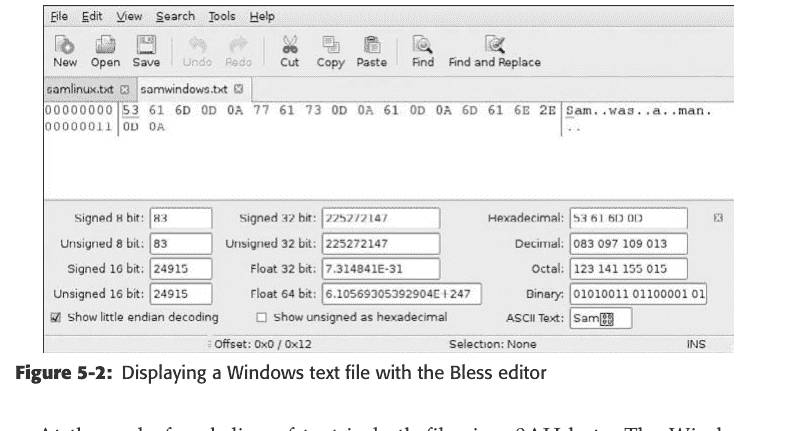 File Edit View Search Tools Help
New Open Save Undo Redo Cut Copy Paste Find Find and Replace
samlinux.txt samwindows.txt
00000000 53 61 6D 0D 0A 77 61 73 0D 0A 61 0D 0A 6D 61 6E 2E Sam..was..a..man.
00000011 0D 0A ..
Signed 8 bit: 83 Signed 32 bit: 225272147 Hexadecimal: 53 61 6D 0D
Unsigned 8 bit: 83 Unsigned 32 bit: 225272147 Decimal: 083 097 109 013
Signed 16 bit: 24915 Float 32 bit: 7.314841E-31 Octal: 123 141 155 015
Unsigned 16 bit: 24915 Float 64 bit: 6.10569305392904E+247 Binary: 01010011 01100001 01
Show little endian decoding Show unsigned as hexadecimal ASCII Text: Sam
Offset: 0x0 / 0x12 Selection: None INS
Figure 5-2: Displaying a Windows text file with the Bless editor